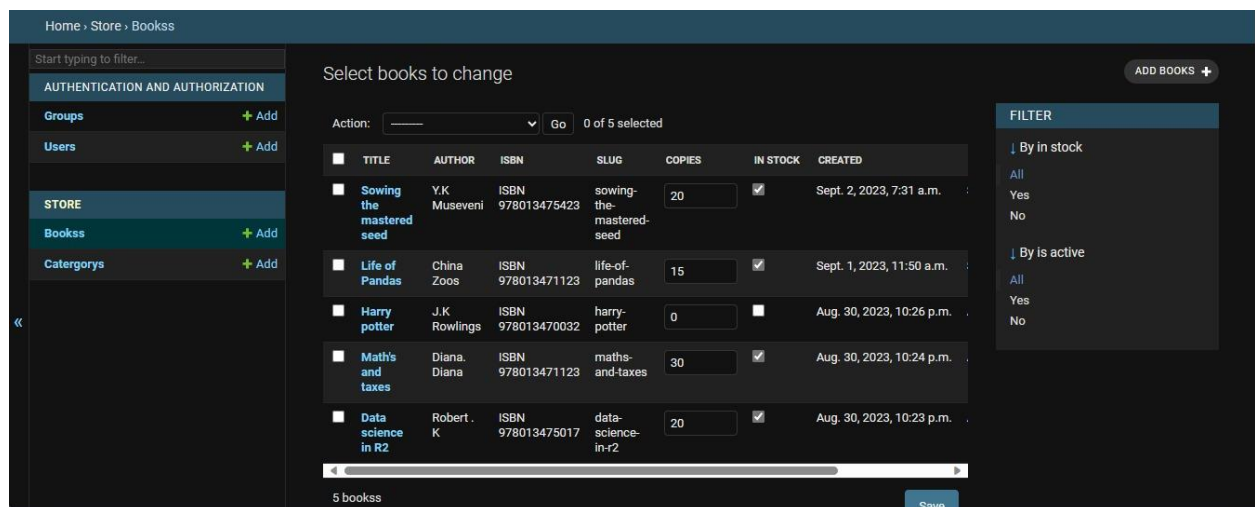 Home › Store › Bookss
Start typing to filter...
AUTHENTICATION AND AUTHORIZATION
Groups + Add
Users + Add
STORE
Bookss + Add
Catergorys + Add
«
Select books to change
ADD BOOKS +
Action: --------- Go 0 of 5 selected
TITLE AUTHOR ISBN SLUG COPIES IN STOCK CREATED
Sowing Y.K ISBN sowing- 20 Sept. 2, 2023, 7:31 a.m.
the Museveni 978013475423 the-
mastered mastered-
seed seed
Life of China ISBN life-of- 15 Sept. 1, 2023, 11:50 a.m.
Pandas Zoos 978013471123 pandas
Harry J.K ISBN harry- 0 Aug. 30, 2023, 10:26 p.m.
potter Rowlings 978013470032 potter
Math's Diana. ISBN maths- 30 Aug. 30, 2023, 10:24 p.m.
and Diana 978013471123 and-taxes
taxes
Data Robert . ISBN data- 20 Aug. 30, 2023, 10:23 p.m.
science K 978013475017 science-
in R2 in-r2
5 bookss
Save
FILTER
↓ By in stock
All
Yes
No
↓ By is active
All
Yes
No